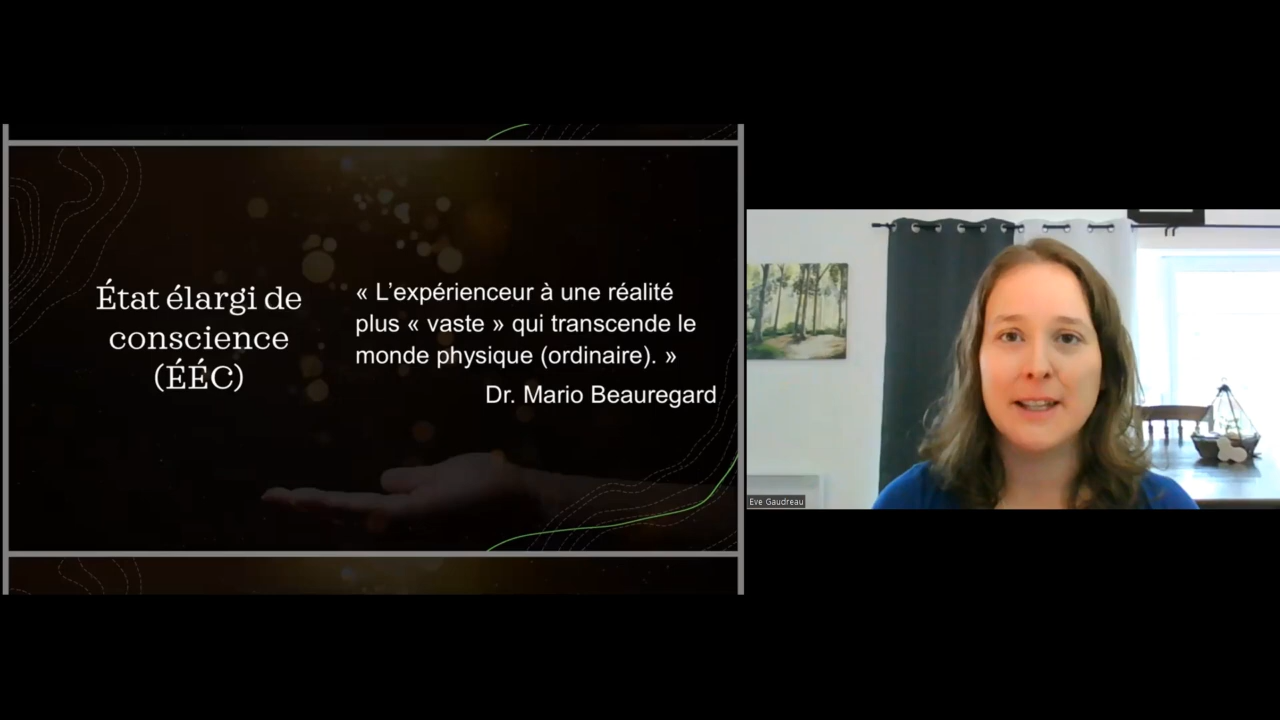 État élargi de
conscience
(ÉÉC)
« L’expérienceur à une réalité
plus « vaste » qui transcende le
monde physique (ordinaire). »
Dr. Mario Beauregard
Eve Gaudreau